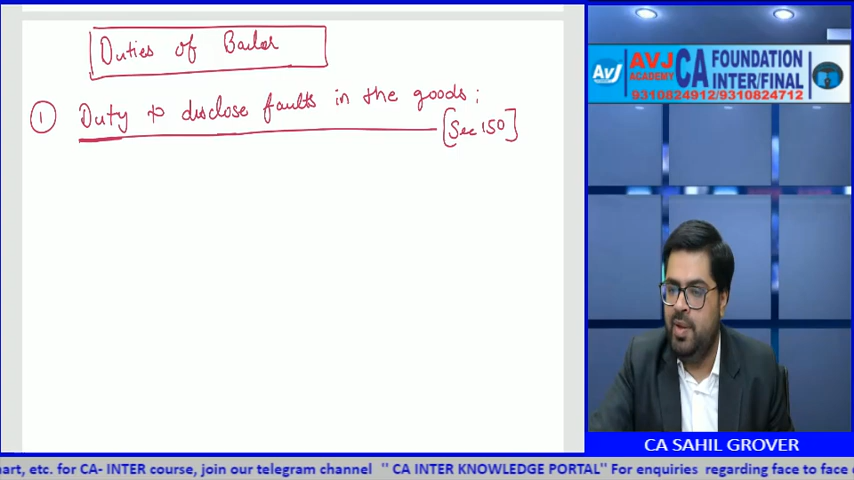 Duties of Bailor
① Duty to disclose faults in the goods:
[Sec 150]
AVJ
ACADEMY
CA
FOUNDATION
INTER/FINAL
9310824912/9310824712
AVJ
CA SAHIL GROVER
art, etc. for CA- INTER course, join our telegram channel " CA INTER KNOWLEDGE PORTAL" For enquiries regarding face to face